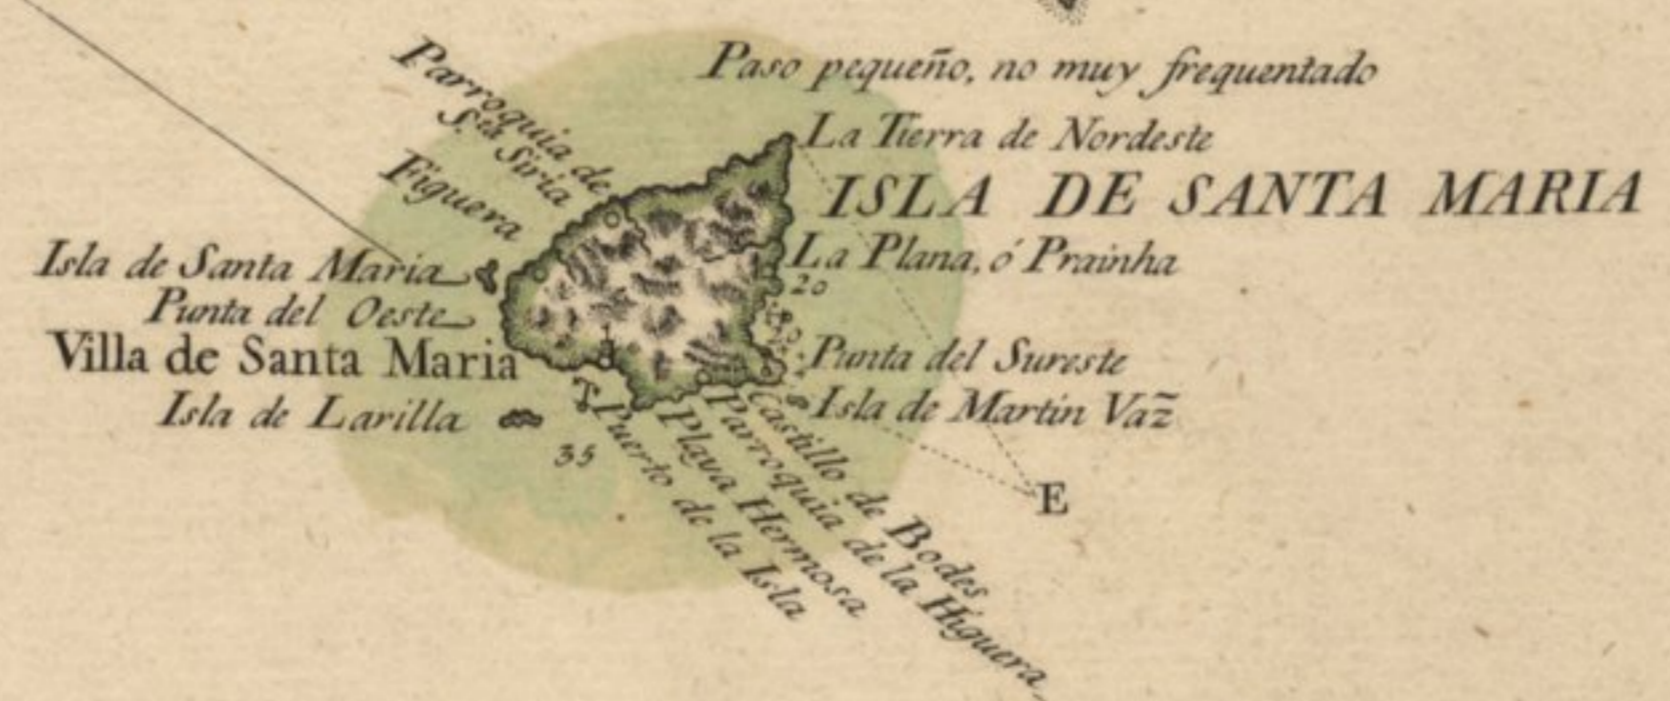 Paso pequeño, no muy frequentado
Parroquia de
S.ta Siria
La Tierra de Nordeste
Figuera
ISLA DE SANTA MARIA
Isla de Santa Maria
La Plana, ó Prainha
20
Punta del Oeste
Villa de Santa Maria
Punta del Sureste
Isla de Larilla
Isla de Martin Vaz̃
35
Castillo de Bodes
Parroquia de la Higuera
Playa Hermosa
Puerto de la Isla
E